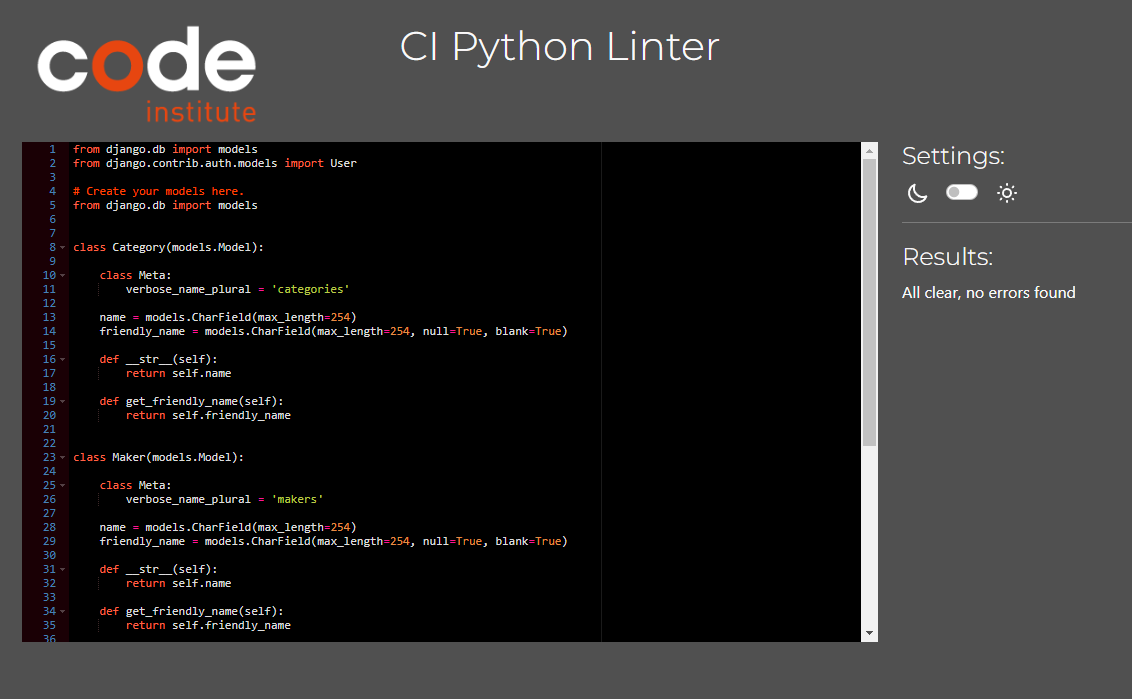 code
institute
CI Python Linter
1 from django.db import models
2 from django.contrib.auth.models import User
3
4 # Create your models here.
5 from django.db import models
6
7
8 class Category(models.Model):
9
10     class Meta:
11         verbose_name_plural = 'categories'
12
13     name = models.CharField(max_length=254)
14     friendly_name = models.CharField(max_length=254, null=True, blank=True)
15
16     def __str__(self):
17         return self.name
18
19     def get_friendly_name(self):
20         return self.friendly_name
21
22
23 class Maker(models.Model):
24
25     class Meta:
26         verbose_name_plural = 'makers'
27
28     name = models.CharField(max_length=254)
29     friendly_name = models.CharField(max_length=254, null=True, blank=True)
30
31     def __str__(self):
32         return self.name
33
34     def get_friendly_name(self):
35         return self.friendly_name
36
Settings:
Results:
All clear, no errors found